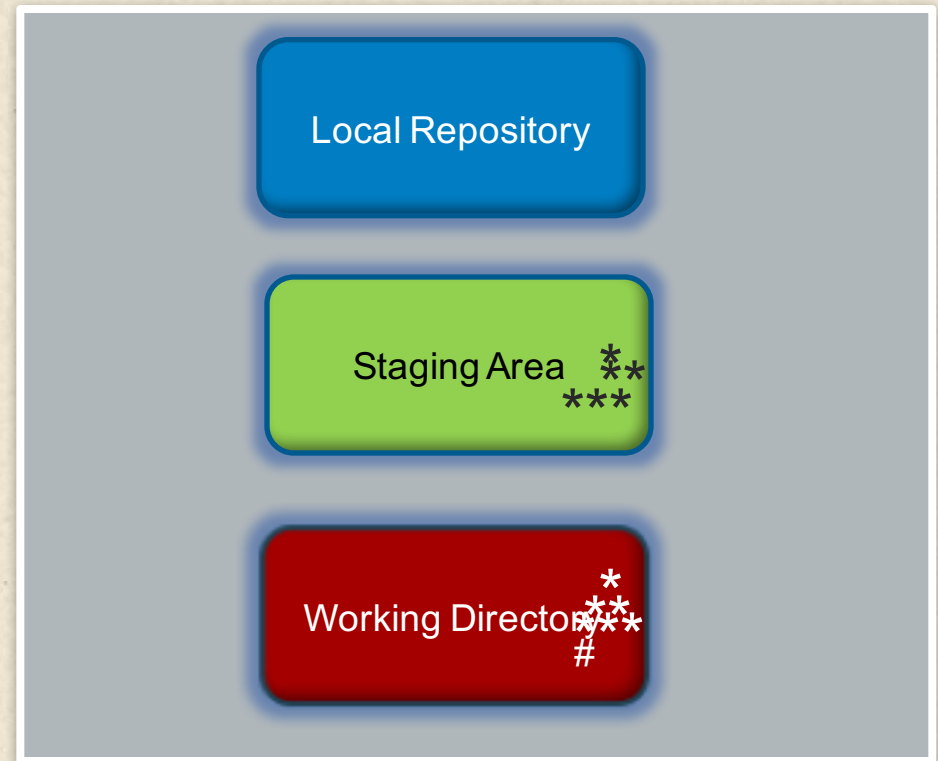 Local Repository
Staging Area
*
**
***
Working Directory
*
**
***
#